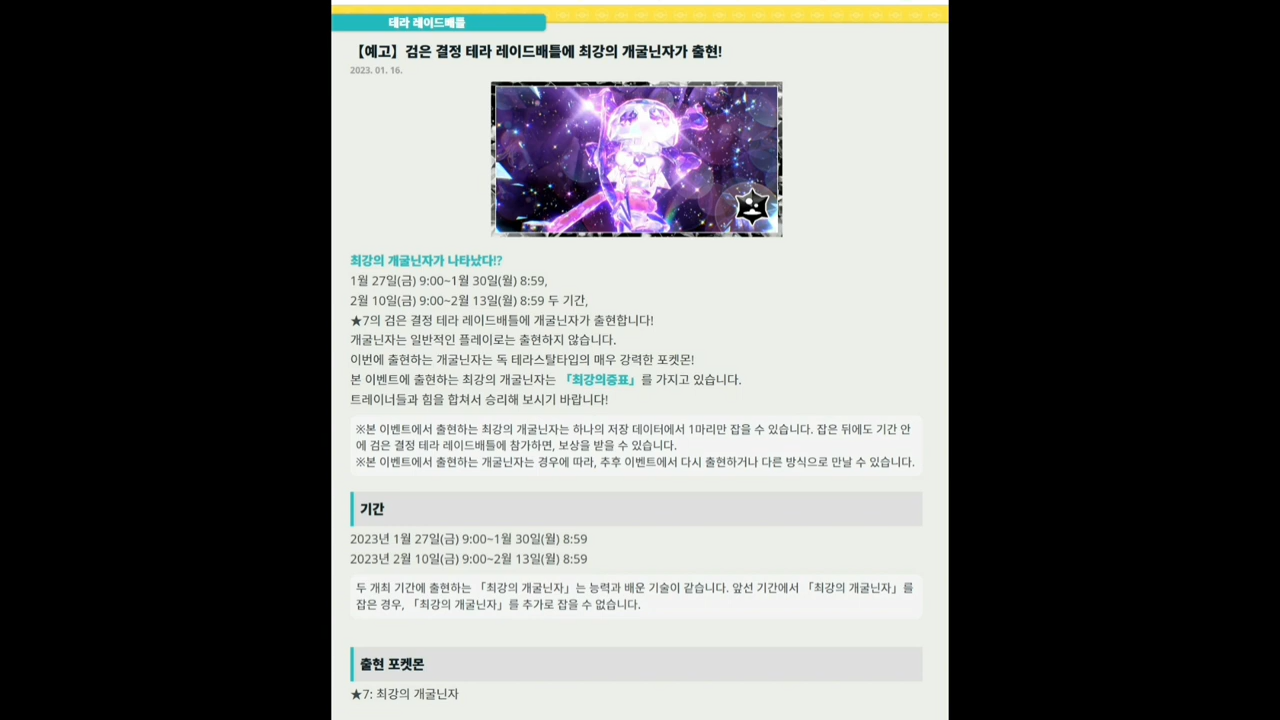 테라 레이드배틀
【예고】검은 결정 테라 레이드배틀에 최강의 개굴닌자가 출현!
2023. 01. 16.
최강의 개굴닌자가 나타났다!?
1월 27일(금) 9:00~1월 30일(월) 8:59,
2월 10일(금) 9:00~2월 13일(월) 8:59 두 기간,
★7의 검은 결정 테라 레이드배틀에 개굴닌자가 출현합니다!
개굴닌자는 일반적인 플레이로는 출현하지 않습니다.
이번에 출현하는 개굴닌자는 독 테라스탈타입의 매우 강력한 포켓몬!
본 이벤트에 출현하는 최강의 개굴닌자는 「최강의증표」를 가지고 있습니다.
트레이너들과 힘을 합쳐서 승리해 보시기 바랍니다!
※본 이벤트에서 출현하는 최강의 개굴닌자는 하나의 저장 데이터에서 1마리만 잡을 수 있습니다. 잡은 뒤에도 기간 안
에 검은 결정 테라 레이드배틀에 참가하면, 보상을 받을 수 있습니다.
※본 이벤트에서 출현하는 개굴닌자는 경우에 따라, 추후 이벤트에서 다시 출현하거나 다른 방식으로 만날 수 있습니다.
기간
2023년 1월 27일(금) 9:00~1월 30일(월) 8:59
2023년 2월 10일(금) 9:00~2월 13일(월) 8:59
두 개최 기간에 출현하는 「최강의 개굴닌자」는 능력과 배운 기술이 같습니다. 앞선 기간에서 「최강의 개굴닌자」를
잡은 경우, 「최강의 개굴닌자」를 추가로 잡을 수 없습니다.
출현 포켓몬
★7: 최강의 개굴닌자